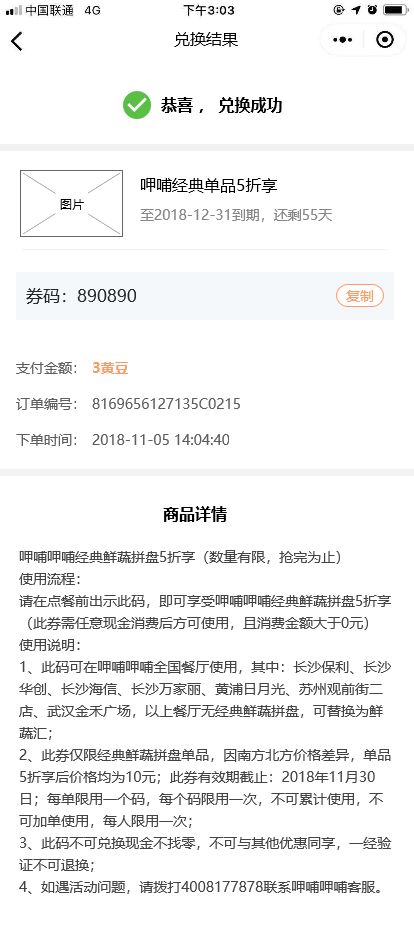 中国联通 4G 下午3:03
兑换结果
恭喜， 兑换成功
图片
呷哺经典单品5折享
至2018-12-31到期，还剩55天
券码：890890 复制
支付金额： 3黄豆
订单编号： 8169656127135C0215
下单时间： 2018-11-05 14:04:40
商品详情
呷哺呷哺经典鲜蔬拼盘5折享（数量有限，抢完为止）
使用流程：
请在点餐前出示此码，即可享受呷哺呷哺经典鲜蔬拼盘5折享
（此券需任意现金消费后方可使用，且消费金额大于0元）
使用说明：
1、此码可在呷哺呷哺全国餐厅使用，其中：长沙保利、长沙
华创、长沙海信、长沙万家丽、黄浦日月光、苏州观前街二
店、武汉金禾广场，以上餐厅无经典鲜蔬拼盘，可替换为鲜
蔬汇；
2、此券仅限经典鲜蔬拼盘单品，因南方北方价格差异，单品
5折享后价格均为10元；此券有效期截止：2018年11月30
日；每单限用一个码，每个码限用一次，不可累计使用，不
可加单使用，每人限用一次；
3、此码不可兑换现金不找零，不可与其他优惠同享，一经验
证不可退换；
4、如遇活动问题，请拨打4008177878联系呷哺呷哺客服。